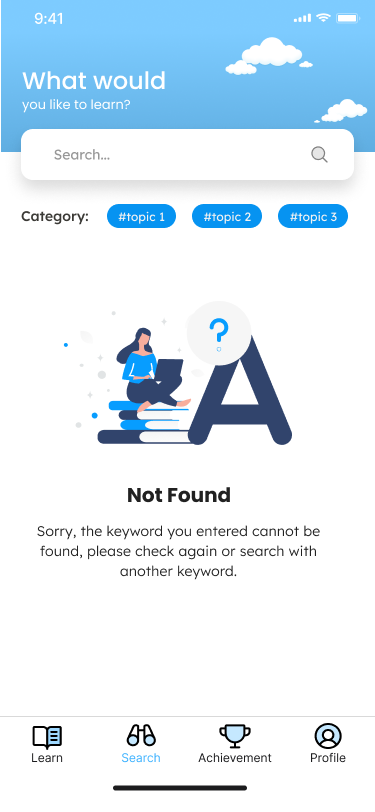 9:41
What would
you like to learn?
Search...
Category: #topic 1 #topic 2 #topic 3
?
A
Not Found
Sorry, the keyword you entered cannot be
found, please check again or search with
another keyword.
Learn Search Achievement Profile